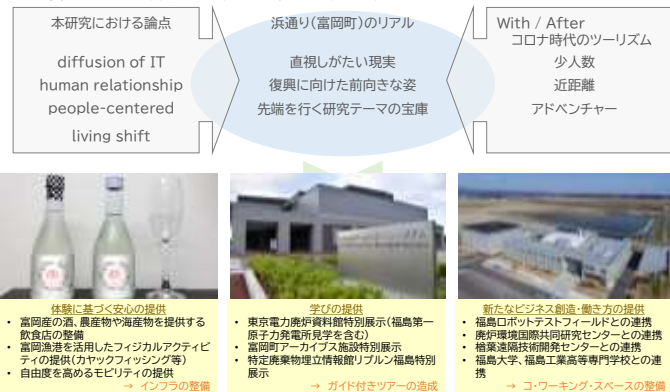 本研究における論点
diffusion of IT
human relationship
people-centered
living shift
浜通り(富岡町)のリアル
直視しがたい現実
復興に向けた前向きな姿
先端を行く研究テーマの宝庫
With / After
コロナ時代のツーリズム
少人数
近距離
アドベンチャー
体験に基づく安心の提供
• 富岡産の酒、農産物や海産物を提供する
飲食店の整備
• 富岡漁港を活用したフィジカルアクティビ
ティの提供(カヤックフィッシング等)
• 自由度を高めるモビリティの提供
→ インフラの整備
学びの提供
• 東京電力廃炉資料館特別展示(福島第一
原子力発電所見学を含む)
• 富岡町アーカイブ施設特別展示
• 特定廃棄物埋立情報館リプルン福島特別
展示
→ ガイド付きツアーの造成
新たなビジネス創造・働き方の提供
• 福島ロボットテストフィールドとの連携
• 廃炉環境国際共同研究センターとの連携
• 楢葉遠隔技術開発センターとの連携
• 福島大学、福島工業高等専門学校との連
携
→ コ・ワーキング・スペースの整備